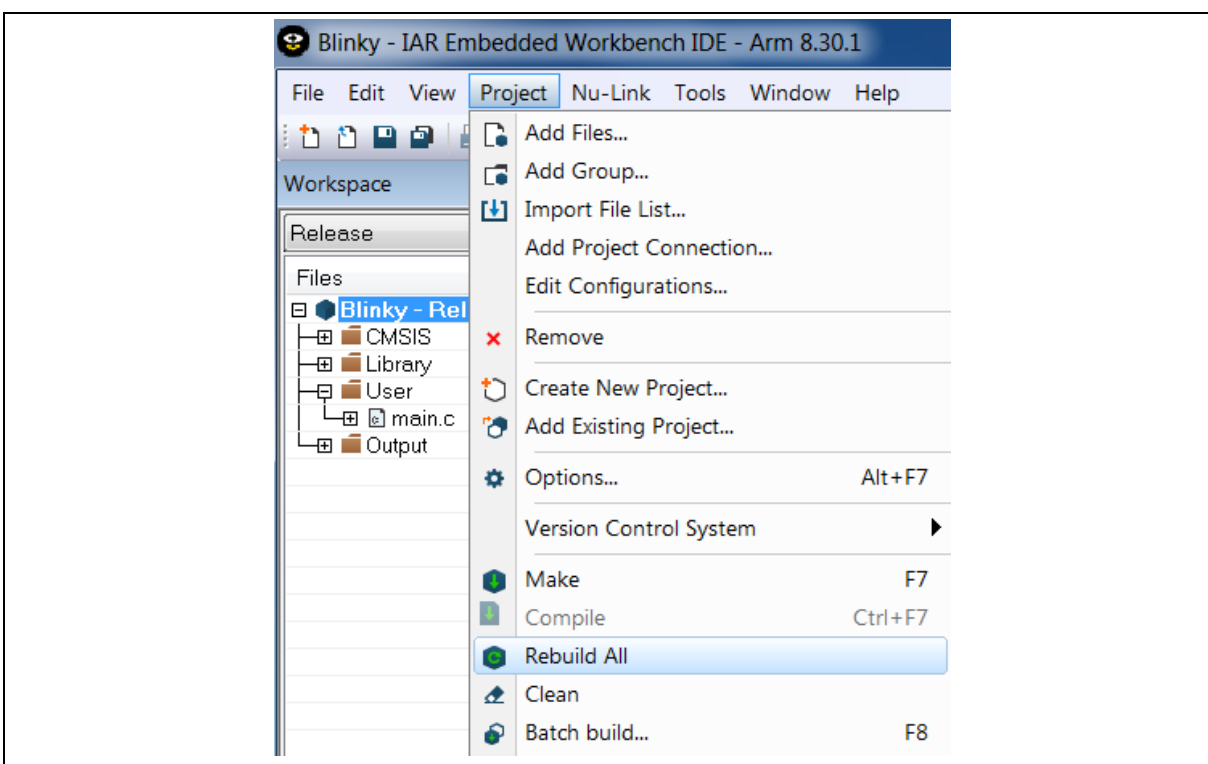 Blinky - IAR Embedded Workbench IDE - Arm 8.30.1
File Edit View Project Nu-Link Tools Window Help
Workspace
Release
Files
Blinky - Rel
CMSIS
Library
User
main.c
Output
Add Files...
Add Group...
Import File List...
Add Project Connection...
Edit Configurations...
Remove
Create New Project...
Add Existing Project...
Options... Alt+F7
Version Control System
Make F7
Compile Ctrl+F7
Rebuild All
Clean
Batch build... F8